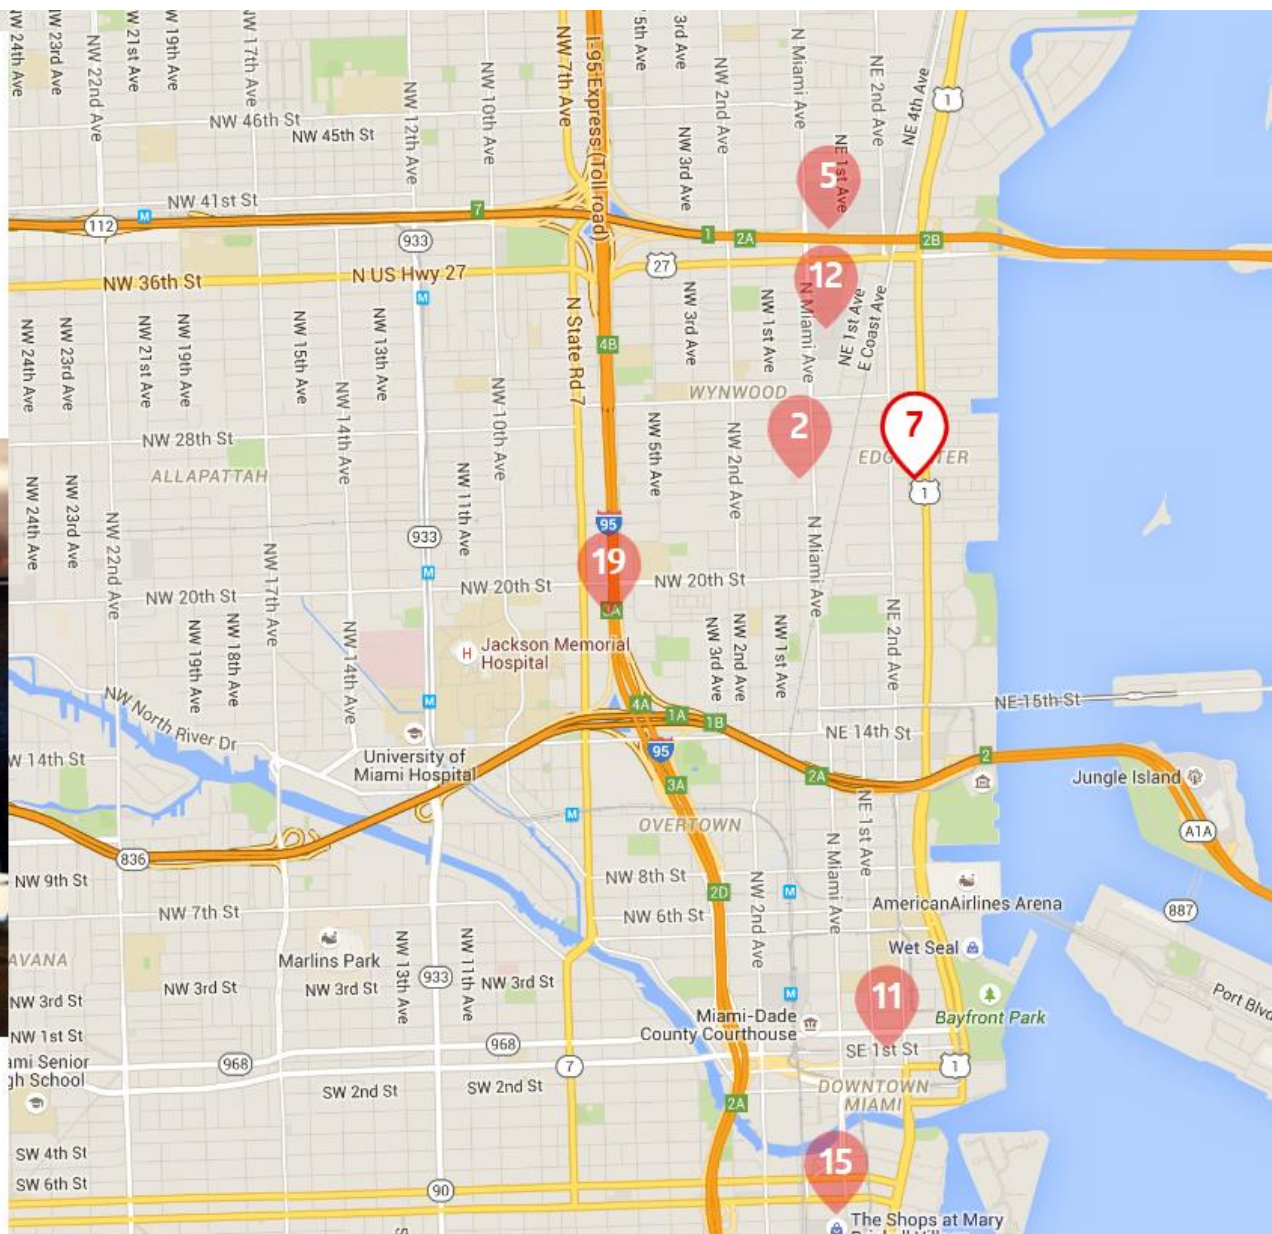 NW 24th Ave
NW 23rd Ave
NW 22nd Ave
NW 21st Ave
NW 19th Ave
NW 17th Ave
NW 12th Ave
NW 10th Ave
NW 7th Ave
I-95 Express (Toll road)
5th Ave
3rd Ave
NW 2nd Ave
N Miami Ave
NE 2nd Ave
NE 4th Ave
1
NW 46th St
NW 45th St
NW 3rd Ave
NE 1st Ave
5
NW 41st St
M
7
112
933
1
2A
2B
NW 36th St
N US Hwy 27
27
12
M
NW 24th Ave
NW 23rd Ave
NW 21st Ave
NW 19th Ave
NW 15th Ave
NW 13th Ave
N State Rd 7
4B
NW 3rd Ave
NW 1st Ave
N Miami Ave
NE 1st Ave
E Coast Ave
NW 14th Ave
NW 10th Ave
WYNWOOD
NW 28th St
2
7
ALLAPATTAH
NW 5th Ave
NW 2nd Ave
1
NW 24th Ave
NW 23rd Ave
NW 22nd Ave
NW 11th Ave
933
95
N Miami Ave
NW 17th Ave
M
19
NW 20th St
NW 20th St
NW 20th St
3A
NW 19th Ave
NW 18th Ave
NW 14th Ave
NW 3rd Ave
NW 2nd Ave
NW 1st Ave
NE 2nd Ave
H
Jackson Memorial
Hospital
NW North River Dr
M
4A
1A
1B
NE 15th St
NE 14th St
W 14th St
University of
Miami Hospital
95
2
2A
3A
Jungle Island
M
OVERTOWN
NE 1st Ave
N Miami Ave
A1A
836
NW 9th St
NW 8th St
2D
NW 2nd Ave
M
AmericanAirlines Arena
887
NW 7th St
NW 6th St
Wet Seal
AVANA
Marlins Park
NW 13th Ave
933
NW 11th Ave
NW 3rd St
NW 3rd St
NW 3rd St
NW 3rd St
M
11
Port Blvd
Miami-Dade
County Courthouse
Bayfront Park
NW 1st St
968
968
SE 1st St
ami Senior
gh School
7
1
SW 2nd St
SW 2nd St
DOWNTOWN
MIAMI
2A
SW 4th St
15
SW 6th St
90
The Shops at Mary